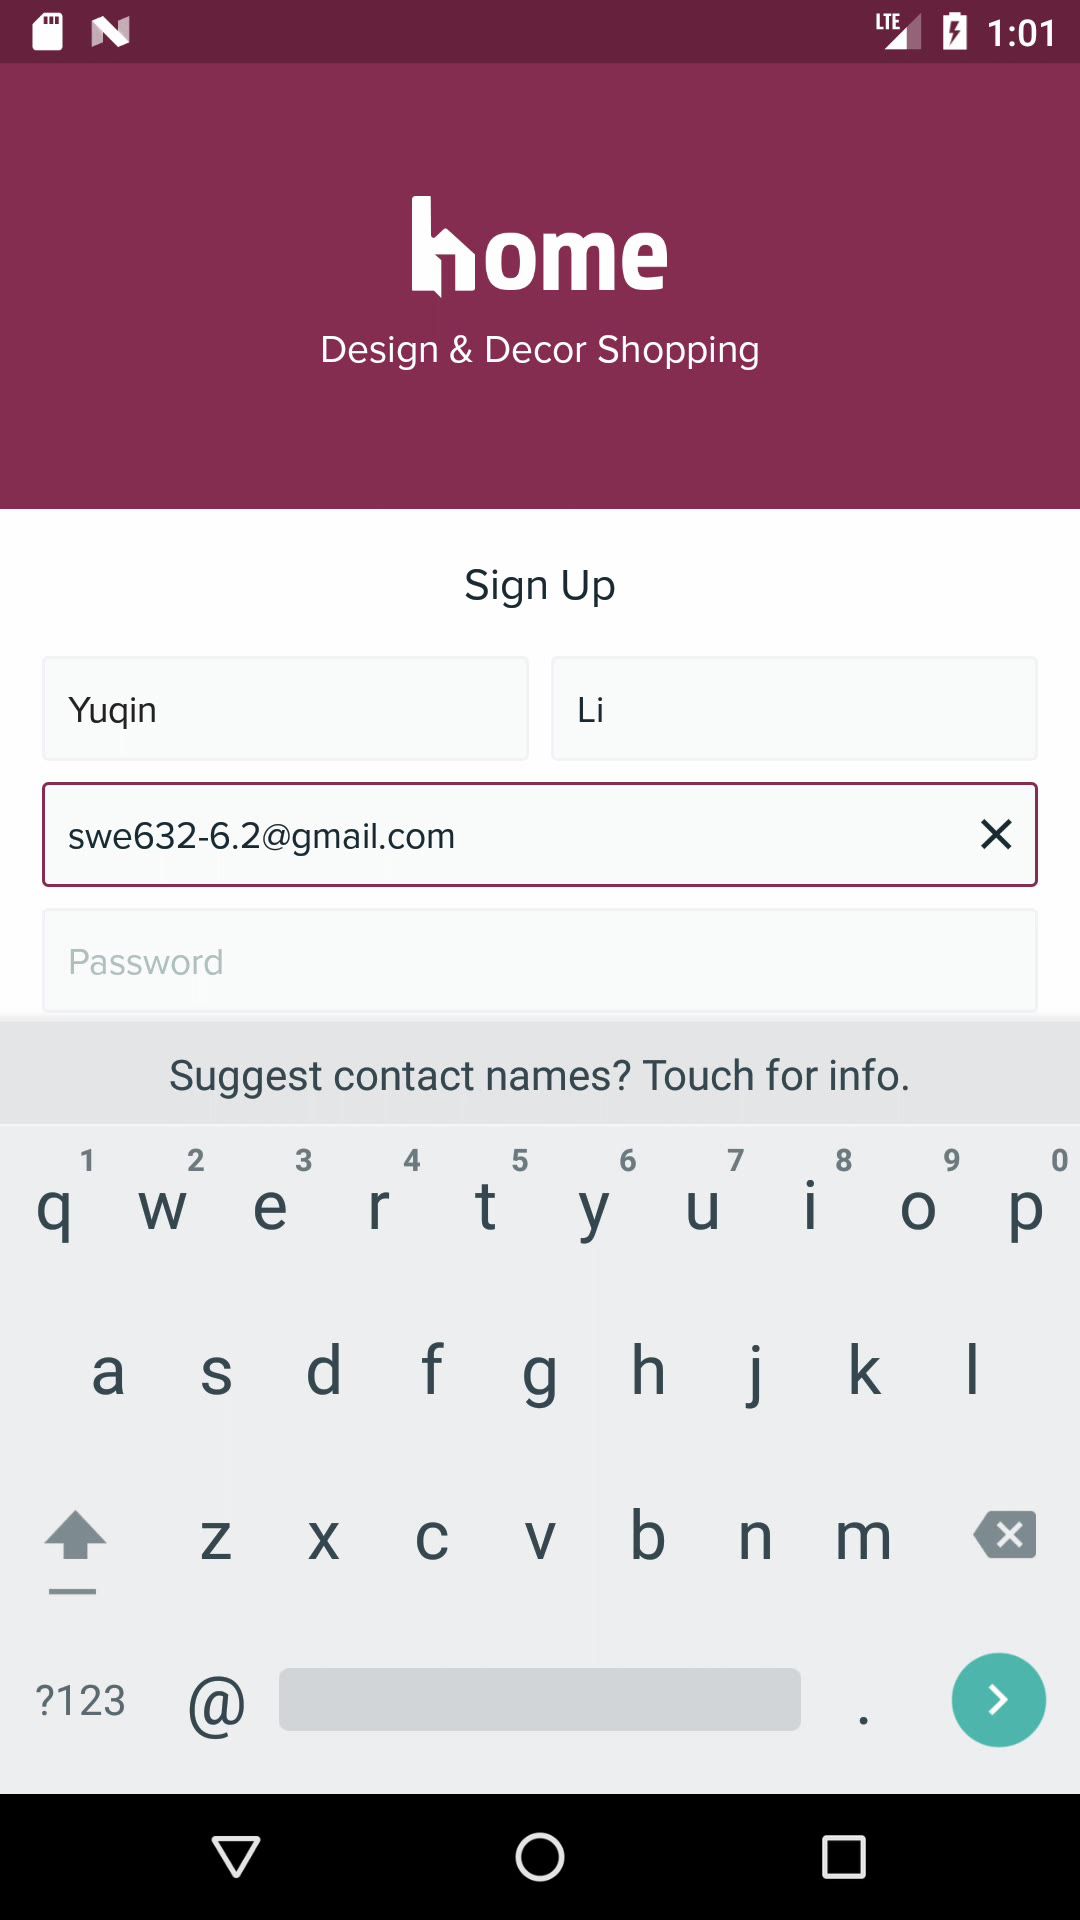 LTE 1:01
home
Design & Decor Shopping
Sign Up
Yuqin Li
swe632-6.2@gmail.com
Password
Suggest contact names? Touch for info.
1 2 3 4 5 6 7 8 9 0
q w e r t y u i o p
a s d f g h j k l
z x c v b n m
?123 @ .